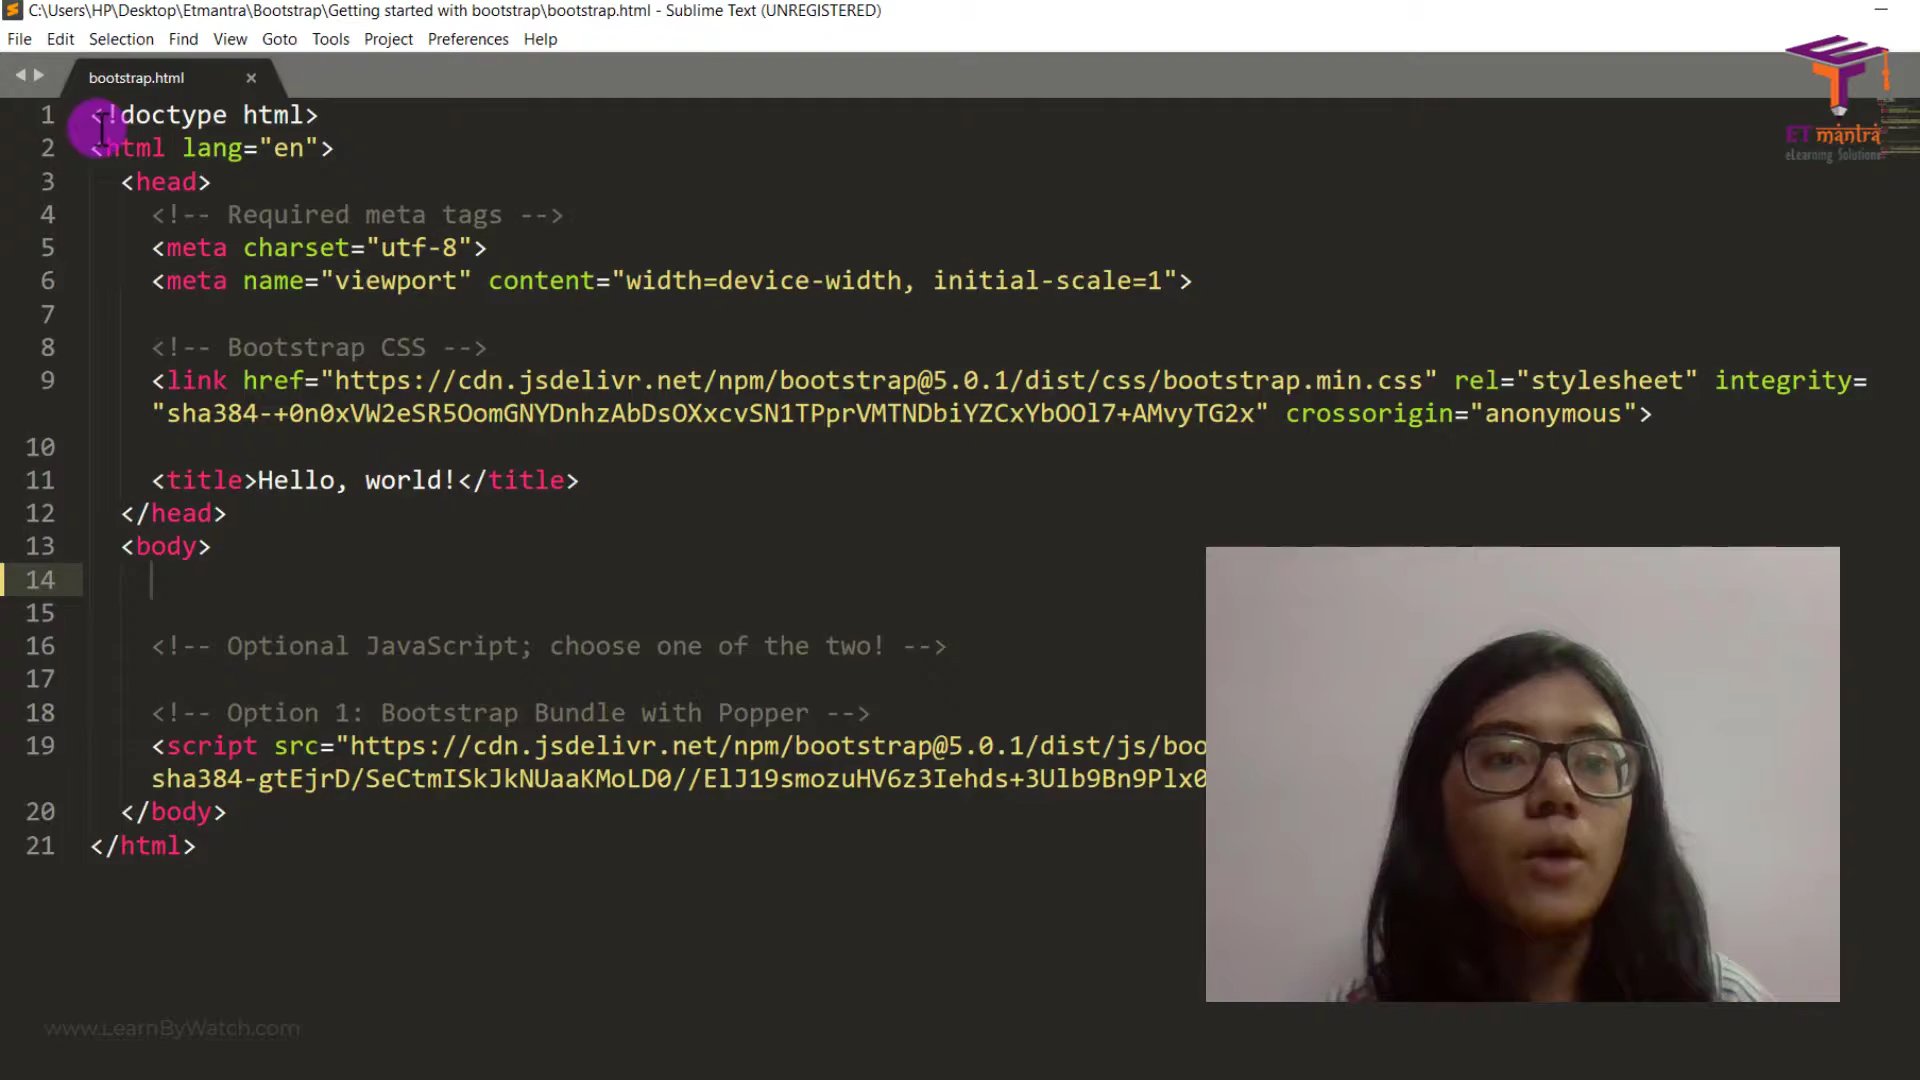 C:\Users\HP\Desktop\Etmantra\Bootstrap\Getting started with bootstrap\bootstrap.html - Sublime Text (UNREGISTERED)
File Edit Selection Find View Goto Tools Project Preferences Help
bootstrap.html
ET mantra
eLearning Solutions
1 <!doctype html>
2 <html lang="en">
3 <head>
4 <!-- Required meta tags -->
5 <meta charset="utf-8">
6 <meta name="viewport" content="width=device-width, initial-scale=1">
7
8 <!-- Bootstrap CSS -->
9 <link href="https://cdn.jsdelivr.net/npm/bootstrap@5.0.1/dist/css/bootstrap.min.css" rel="stylesheet" integrity=
"sha384-+0n0xVW2eSR5OomGNYDnhzAbDsOXxcvSN1TPprVMTNDbiYZCxYbOOl7+AMvyTG2x" crossorigin="anonymous">
10
11 <title>Hello, world!</title>
12 </head>
13 <body>
14
15
16 <!-- Optional JavaScript; choose one of the two! -->
17
18 <!-- Option 1: Bootstrap Bundle with Popper -->
19 <script src="https://cdn.jsdelivr.net/npm/bootstrap@5.0.1/dist/js/boo
sha384-gtEjrD/SeCtmISkJkNUaaKMoLD0//ElJ19smozuHV6z3Iehds+3Ulb9Bn9Plx0
20 </body>
21 </html>
www.LearnByWatch.com